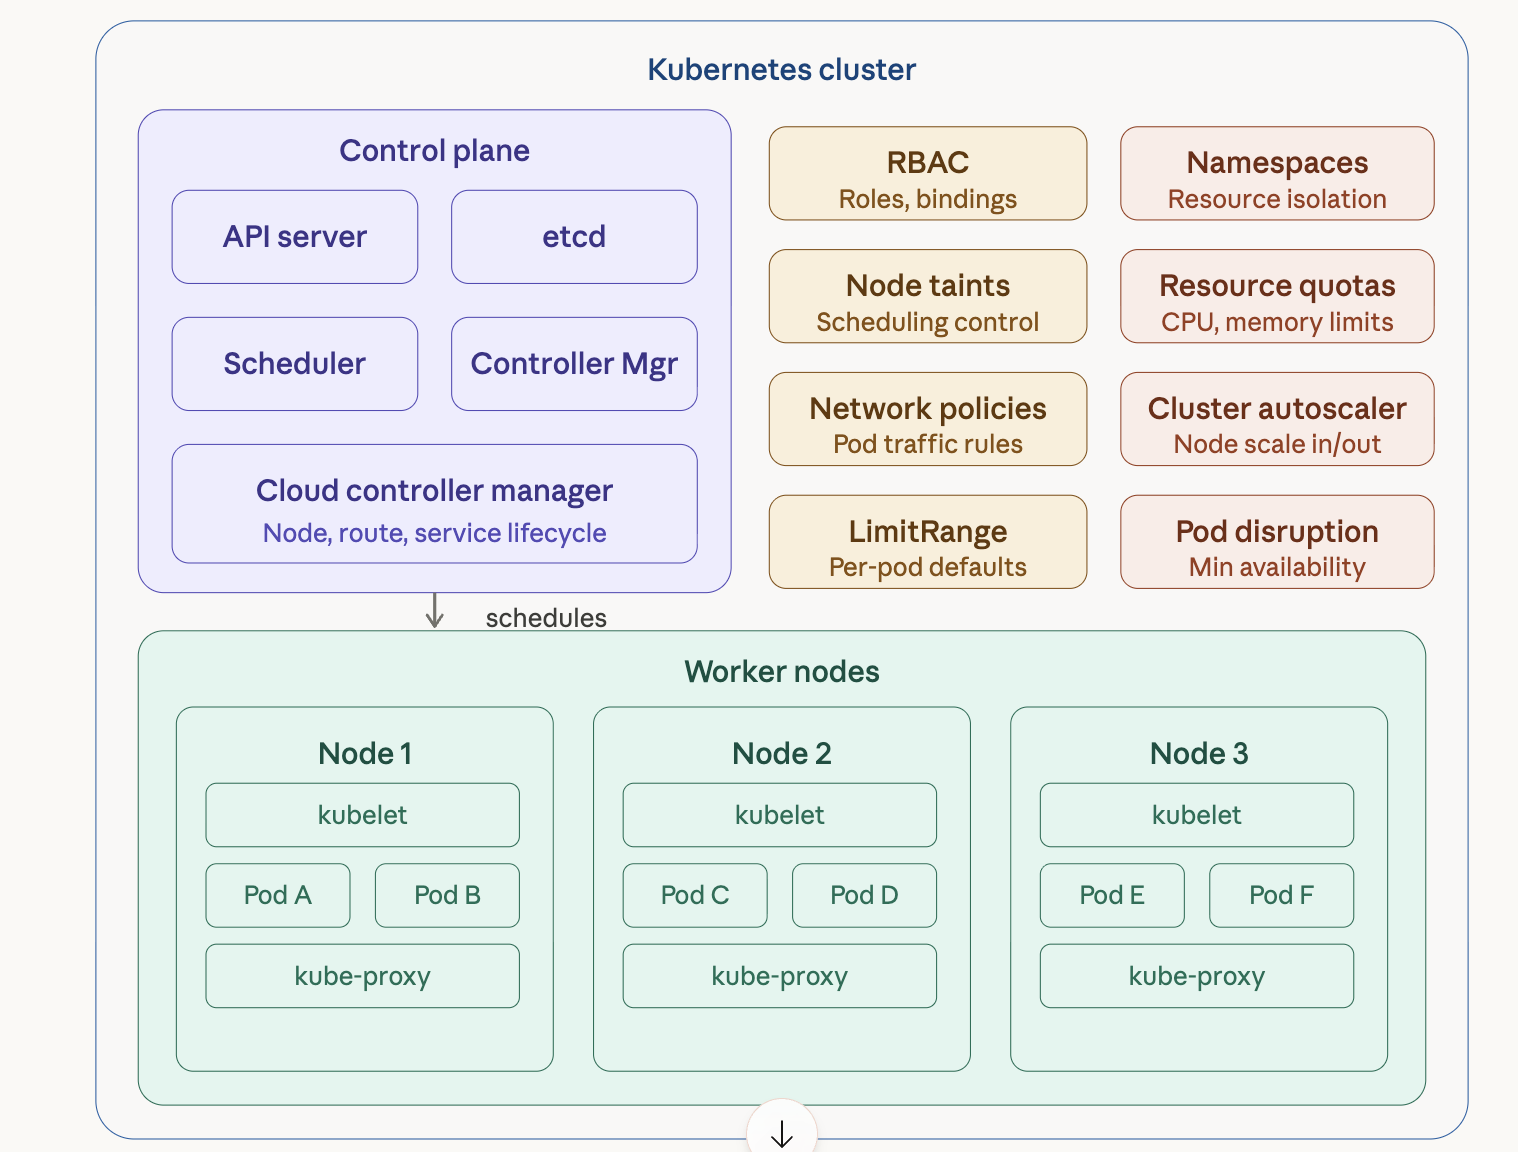 Kubernetes cluster
Control plane
API server
etcd
Scheduler
Controller Mgr
Cloud controller manager
Node, route, service lifecycle
RBAC
Roles, bindings
Namespaces
Resource isolation
Node taints
Scheduling control
Resource quotas
CPU, memory limits
Network policies
Pod traffic rules
Cluster autoscaler
Node scale in/out
LimitRange
Per-pod defaults
Pod disruption
Min availability
schedules
Worker nodes
Node 1
kubelet
Pod A
Pod B
kube-proxy
Node 2
kubelet
Pod C
Pod D
kube-proxy
Node 3
kubelet
Pod E
Pod F
kube-proxy